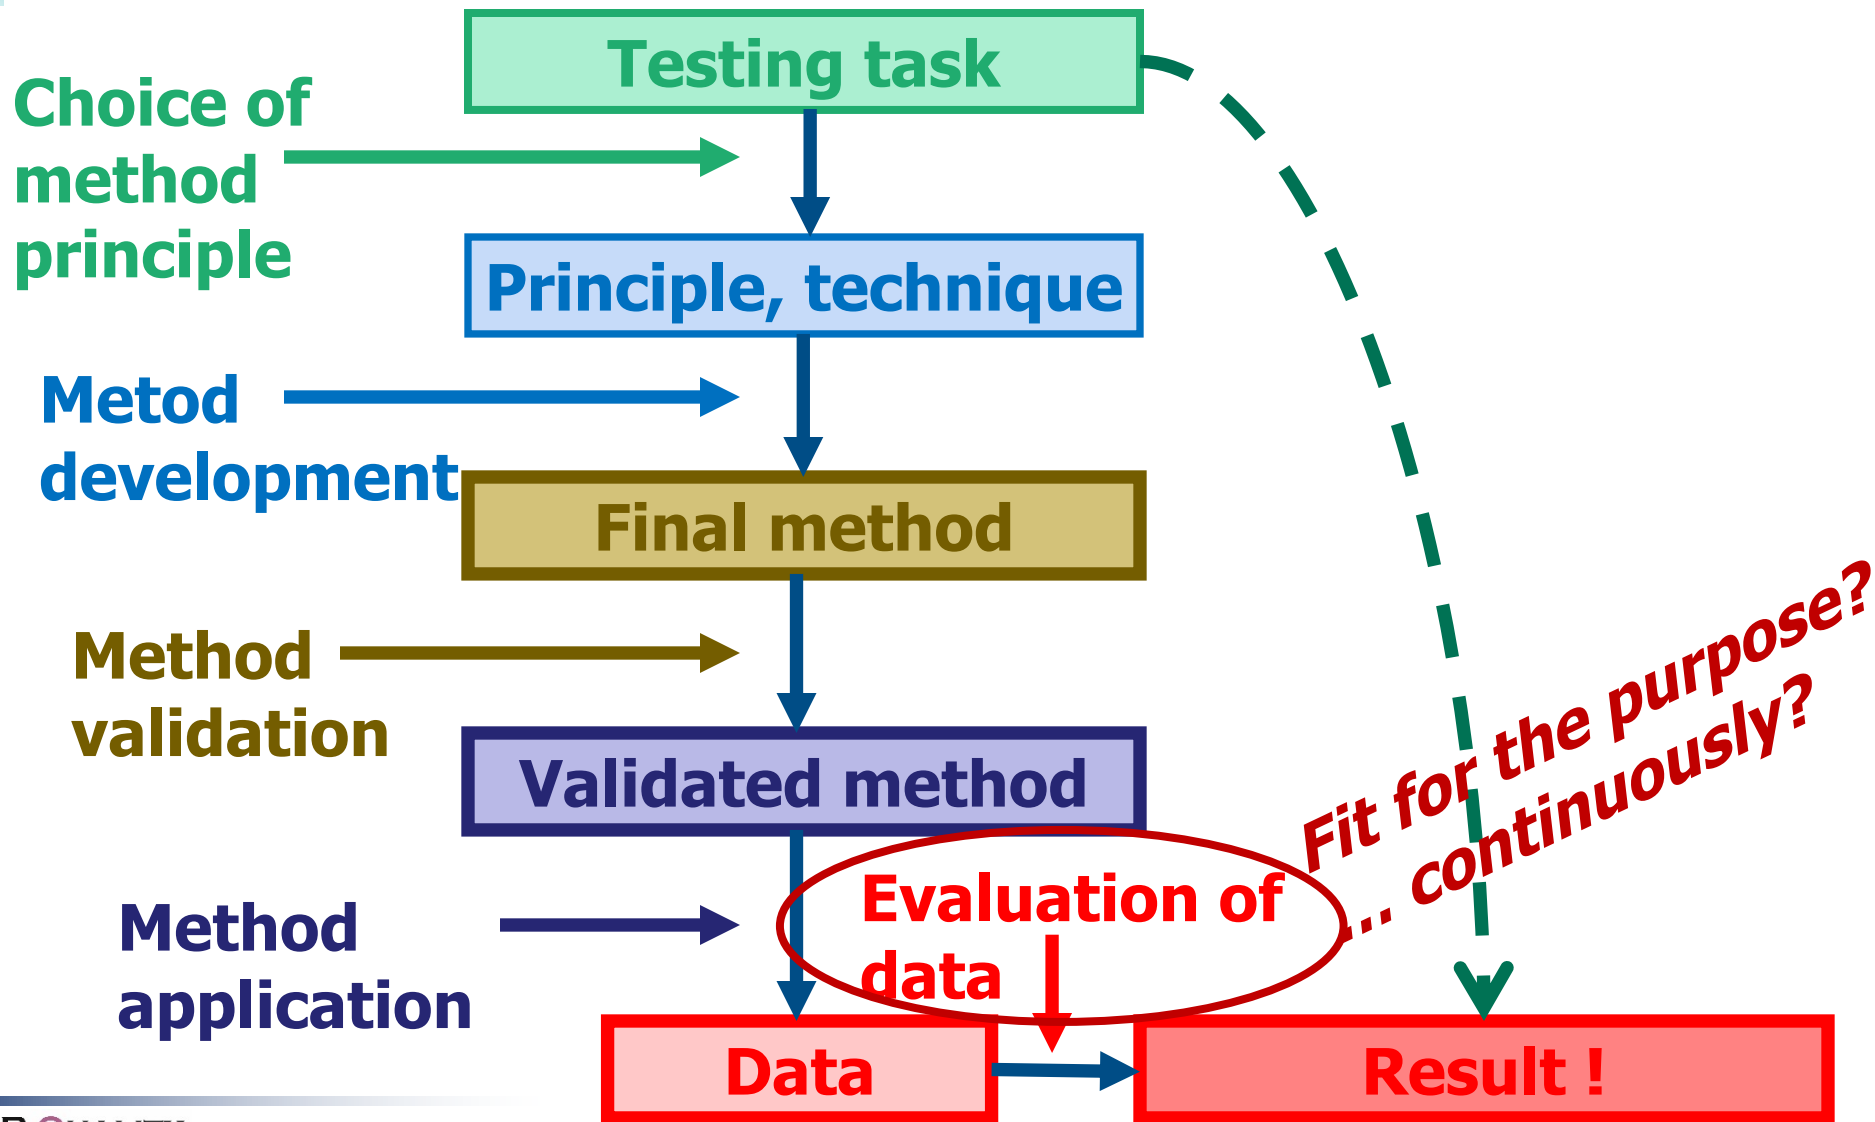 Testing task
Choice of
method
principle
Principle, technique
Metod
development
Final method
Method
validation
Validated method
Fit for the purpose?
... continuously?
Evaluation of
data
Method
application
Data
Result !